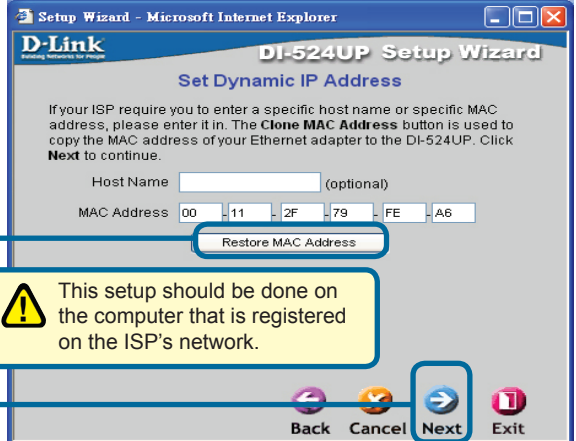 Setup Wizard - Microsoft Internet Explorer
D-Link
Building Networks for People
DI-524UP Setup Wizard
Set Dynamic IP Address
If your ISP require you to enter a specific host name or specific MAC
address, please enter it in. The Clone MAC Address button is used to
copy the MAC address of your Ethernet adapter to the DI-524UP. Click
Next to continue.
Host Name (optional)
MAC Address 00 - 11 - 2F - 79 - FE - A6
Restore MAC Address
This setup should be done on
the computer that is registered
on the ISP's network.
Back Cancel Next Exit